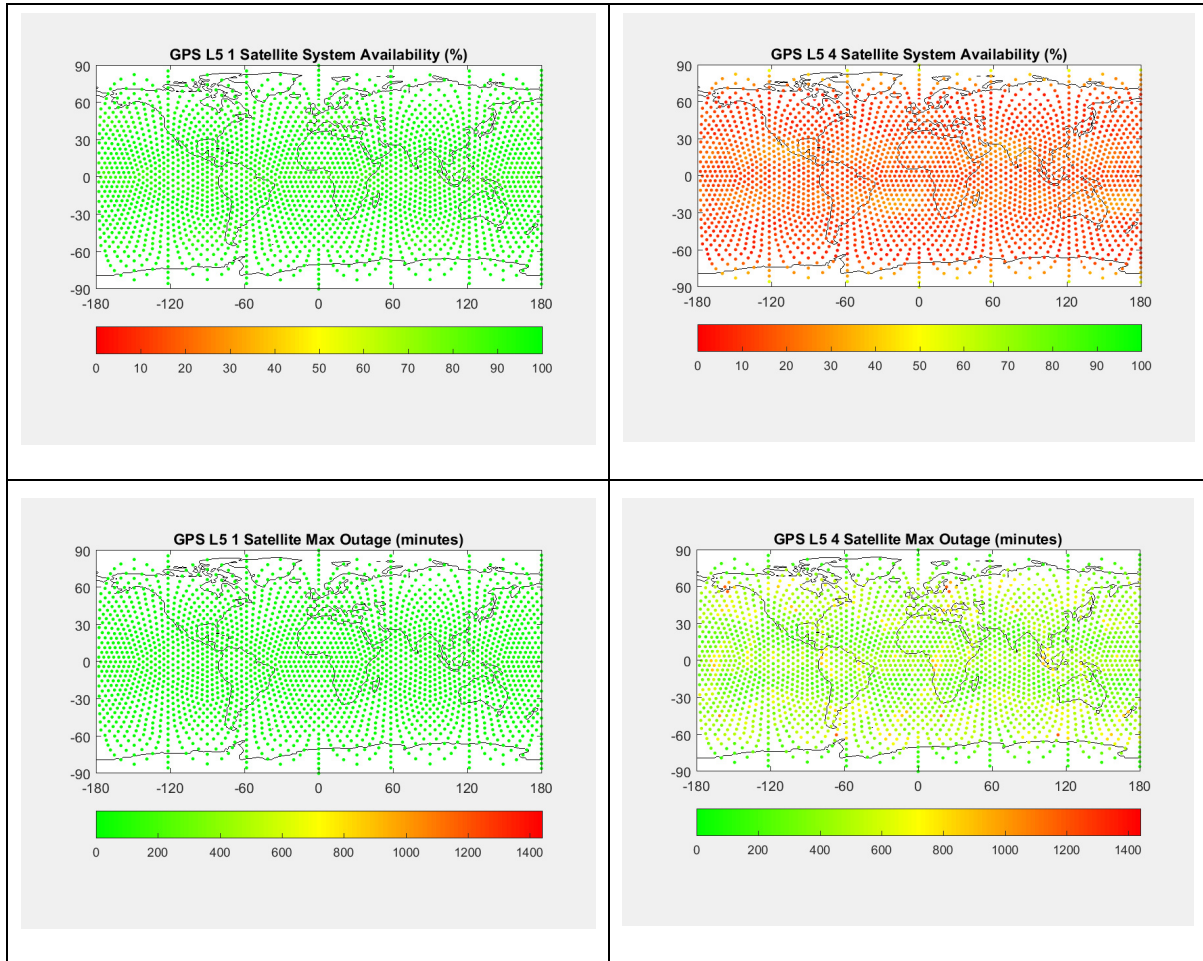 GPS L5 1 Satellite System Availability (%)
90
60
30
0
-30
-60
-90
-180 -120 -60 0 60 120 180
0 10 20 30 40 50 60 70 80 90 100
GPS L5 4 Satellite System Availability (%)
90
60
30
0
-30
-60
-90
-180 -120 -60 0 60 120 180
0 10 20 30 40 50 60 70 80 90 100
GPS L5 1 Satellite Max Outage (minutes)
90
60
30
0
-30
-60
-90
-180 -120 -60 0 60 120 180
0 200 400 600 800 1000 1200 1400
GPS L5 4 Satellite Max Outage (minutes)
90
60
30
0
-30
-60
-90
-180 -120 -60 0 60 120 180
0 200 400 600 800 1000 1200 1400